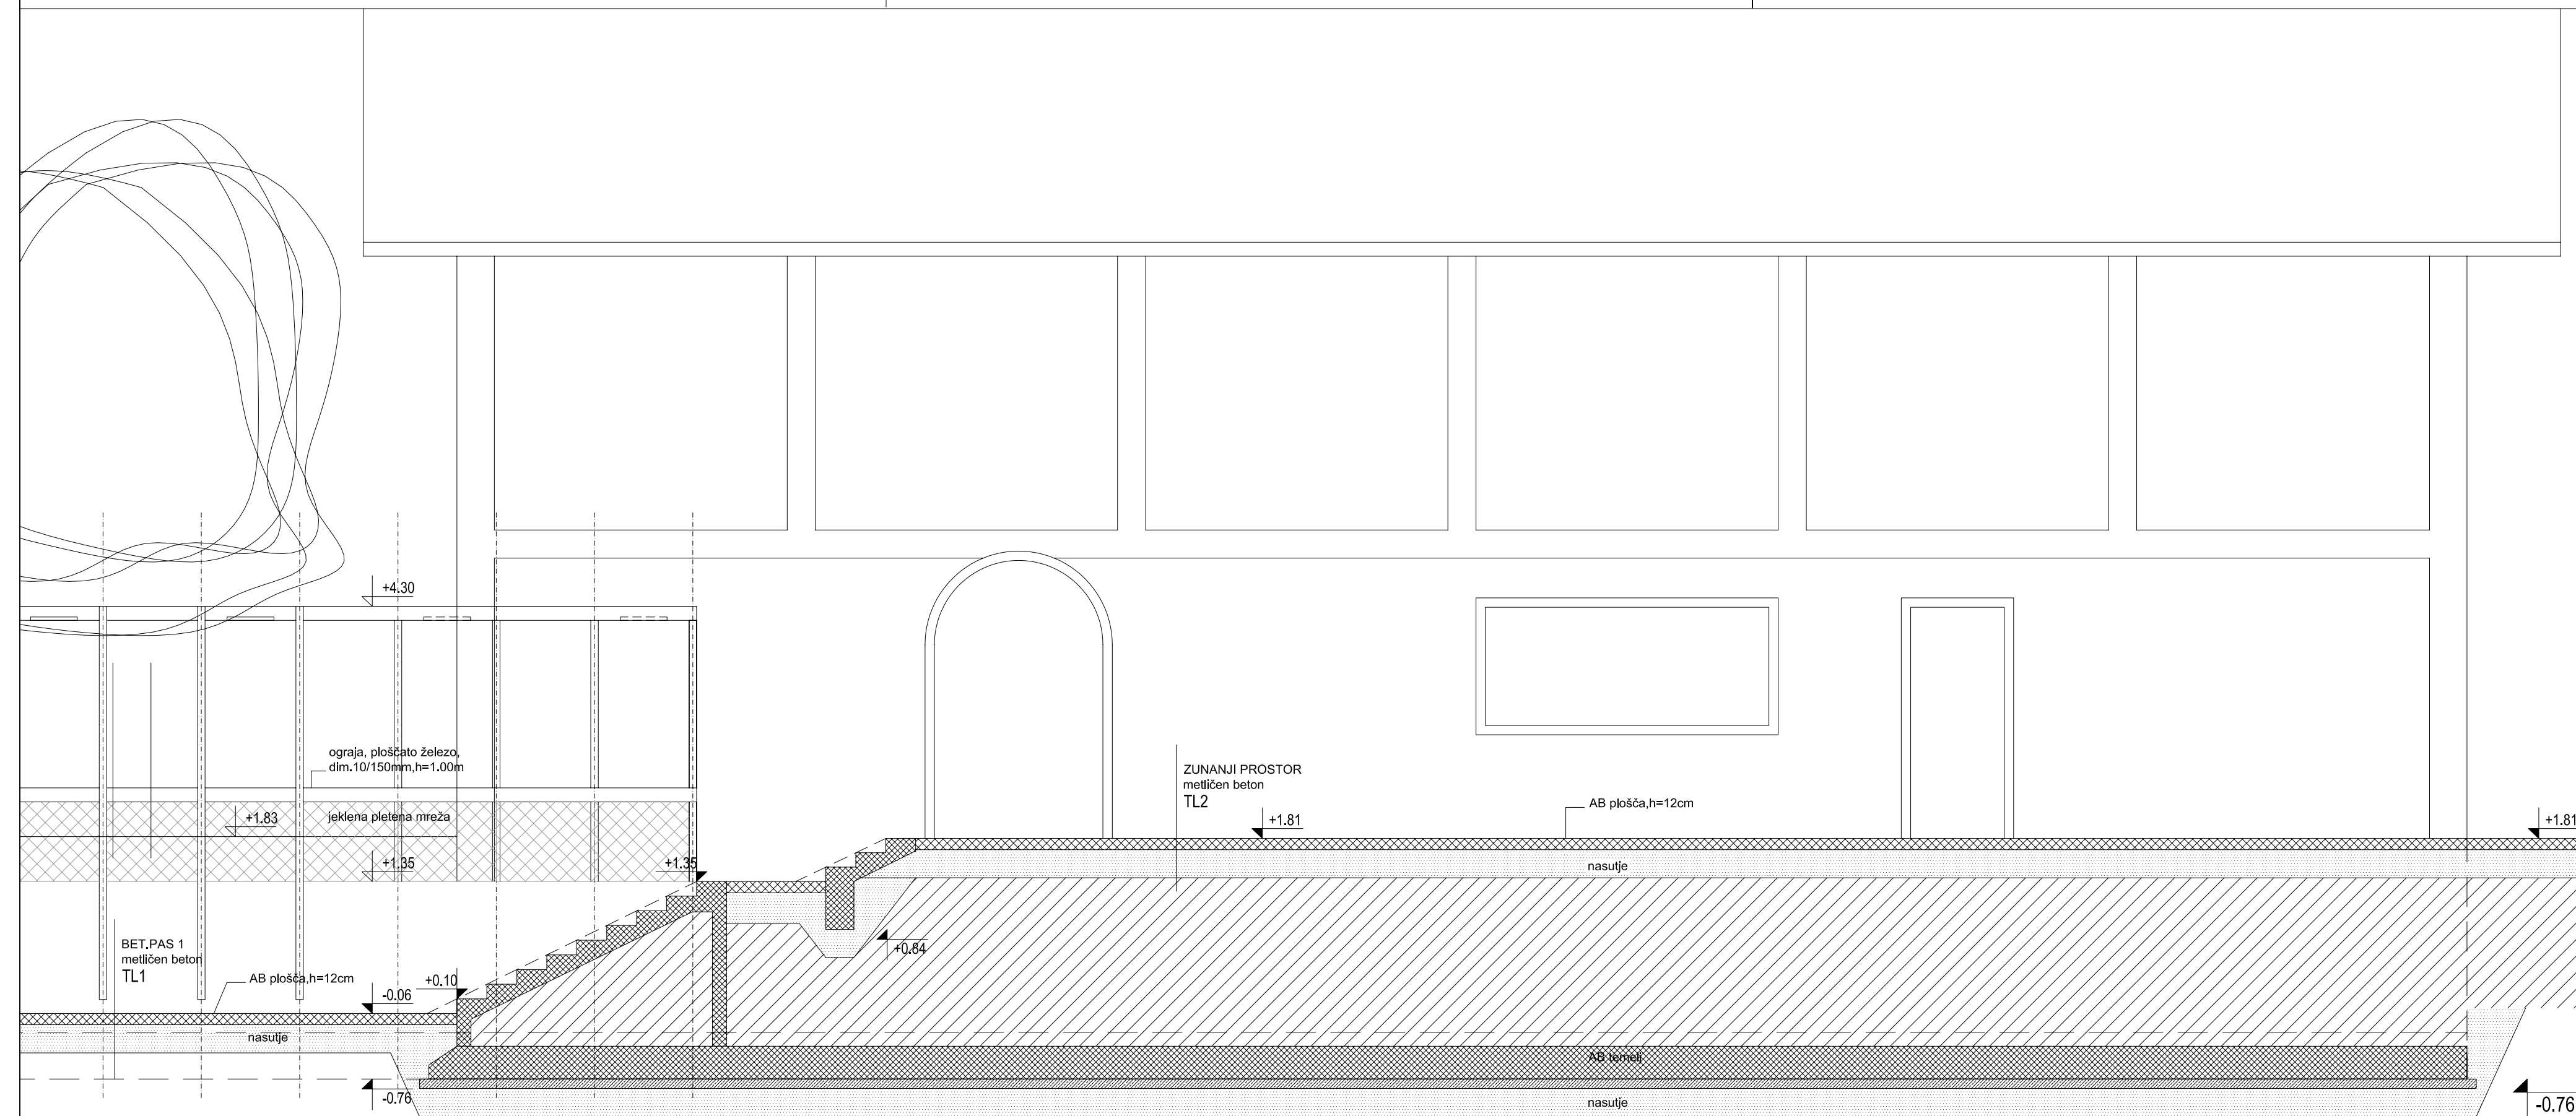 +4.30
ograja, ploščato železo,
dim.10/150mm,h=1.00m
ZUNANJI PROSTOR
metličen beton
TL2
AB plošča,h=12cm
+1.83
jeklena pletena mreža
+1.81
+1.81
+1.35
+1.35
nasutje
BET.PAS 1
metličen beton
TL1
+0.84
AB plošča,h=12cm
+0.10
-0.06
nasutje
AB temelj
-0.76
nasutje
-0.76